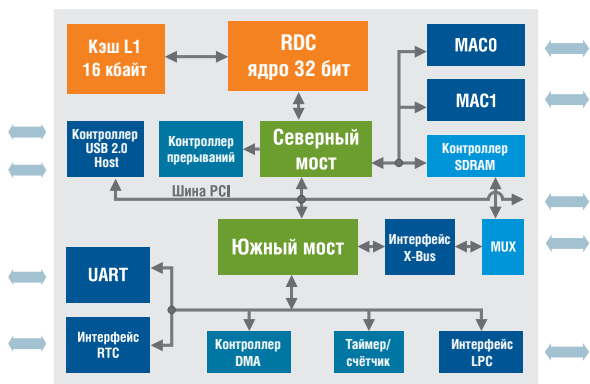 Кэш L1
16 кбайт
RDC
ядро 32 бит
MAC0
MAC1
Контроллер
USB 2.0
Host
Контроллер
прерываний
Северный
мост
Контроллер
SDRAM
Шина PCI
Южный мост
Интерфейс
X-Bus
MUX
UART
Интерфейс
RTC
Контроллер
DMA
Таймер/
счётчик
Интерфейс
LPC